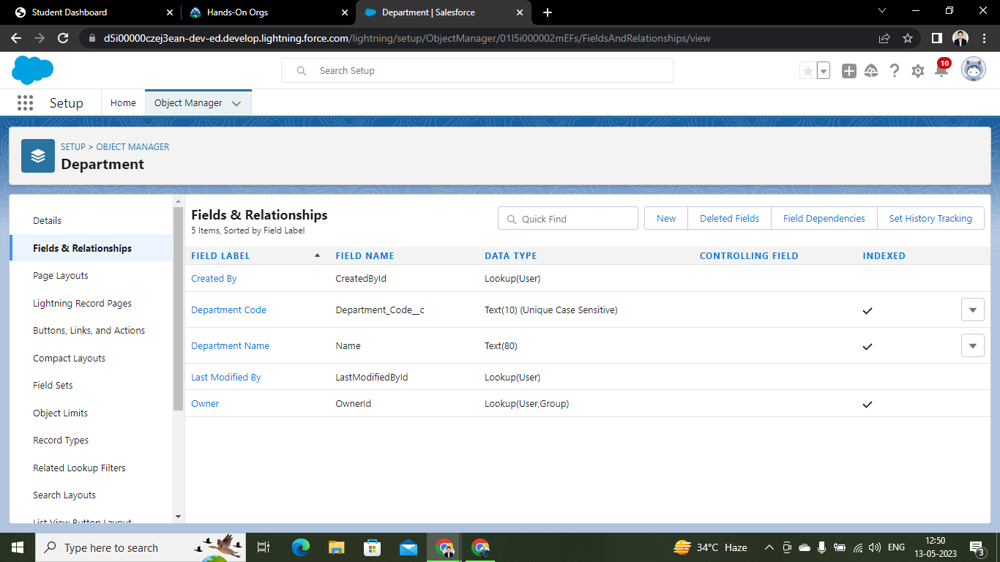 Student Dashboard
Hands-On Orgs
Department | Salesforce
d5i00000czej3ean-dev-ed.develop.lightning.force.com/lightning/setup/ObjectManager/01I5i000002mEFs/FieldsAndRelationships/view
Search Setup
10
Setup
Home
Object Manager
SETUP > OBJECT MANAGER
Department
Details
Fields & Relationships
Page Layouts
Lightning Record Pages
Buttons, Links, and Actions
Compact Layouts
Field Sets
Object Limits
Record Types
Related Lookup Filters
Search Layouts
List View Button Layout
Fields & Relationships
5 Items, Sorted by Field Label
Quick Find
New
Deleted Fields
Field Dependencies
Set History Tracking
FIELD LABEL FIELD NAME DATA TYPE CONTROLLING FIELD INDEXED
Created By CreatedById Lookup(User)
Department Code Department_Code__c Text(10) (Unique Case Sensitive)
Department Name Name Text(80)
Last Modified By LastModifiedById Lookup(User)
Owner OwnerId Lookup(User,Group)
Type here to search
34°C Haze
ENG
12:50
13-05-2023
3